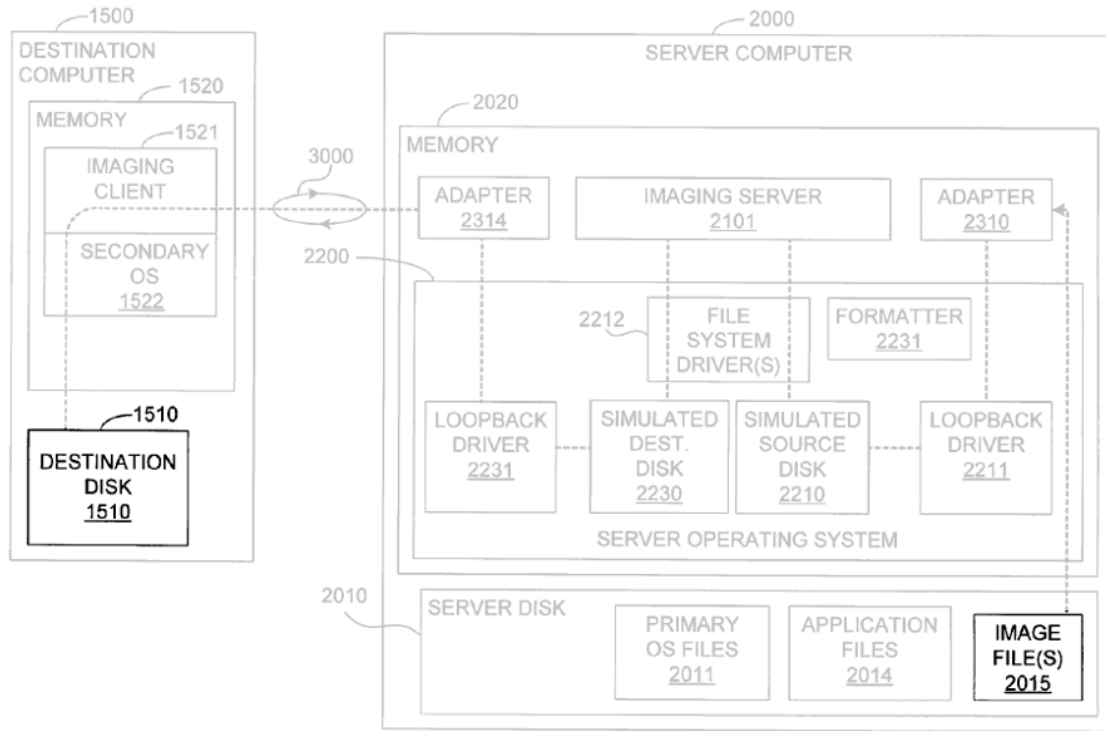 1500
DESTINATION
COMPUTER
1520
MEMORY
1521
IMAGING
CLIENT
SECONDARY
OS
1522
1510
DESTINATION
DISK
1510
3000
2000
SERVER COMPUTER
2020
MEMORY
ADAPTER
2314
IMAGING SERVER
2101
ADAPTER
2310
2200
2212
FILE
SYSTEM
DRIVER(S)
FORMATTER
2231
LOOPBACK
DRIVER
2231
SIMULATED
DEST.
DISK
2230
SIMULATED
SOURCE
DISK
2210
LOOPBACK
DRIVER
2211
SERVER OPERATING SYSTEM
2010
SERVER DISK
PRIMARY
OS FILES
2011
APPLICATION
FILES
2014
IMAGE
FILE(S)
2015